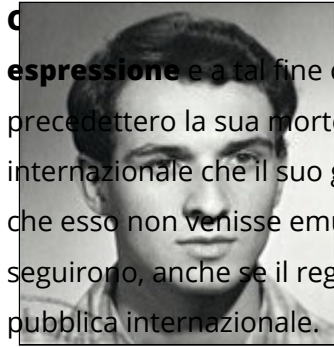 espressione e a tal fine
precedettero la sua morte
internazionale che il suo
che esso non venisse
seguirono, anche se il
pubblica internazionale.